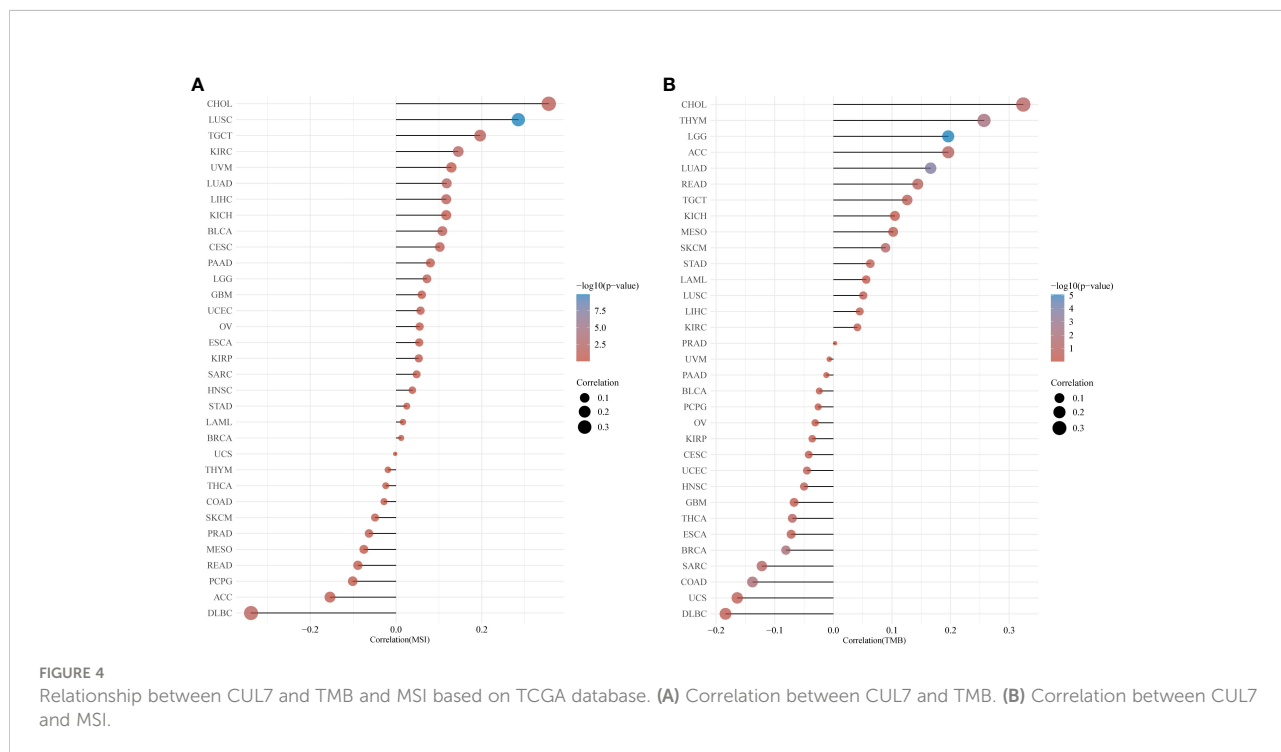 A
CHOL
LUSC
TGCT
KIRC
UVM
LUAD
LIHC
KICH
BLCA
CESC
PAAD
LGG
GBM
UCEC
OV
ESCA
KIRP
SARC
HNSC
STAD
LAML
BRCA
UCS
THYM
THCA
COAD
SKCM
PRAD
MESO
READ
PCPG
ACC
DLBC
−0.2 0.0 0.2
Correlation(MSI)
−log10(p−value)
7.5
5.0
2.5
Correlation
0.1
0.2
0.3
B
CHOL
THYM
LGG
ACC
LUAD
READ
TGCT
KICH
MESO
SKCM
STAD
LAML
LUSC
LIHC
KIRC
PRAD
UVM
PAAD
BLCA
PCPG
OV
KIRP
CESC
UCEC
HNSC
GBM
THCA
ESCA
BRCA
SARC
COAD
UCS
DLBC
−0.2 −0.1 0.0 0.1 0.2 0.3
Correlation(TMB)
−log10(p−value)
5
4
3
2
1
Correlation
0.1
0.2
0.3
FIGURE 4
Relationship between CUL7 and TMB and MSI based on TCGA database. (A) Correlation between CUL7 and TMB. (B) Correlation between CUL7
and MSI.